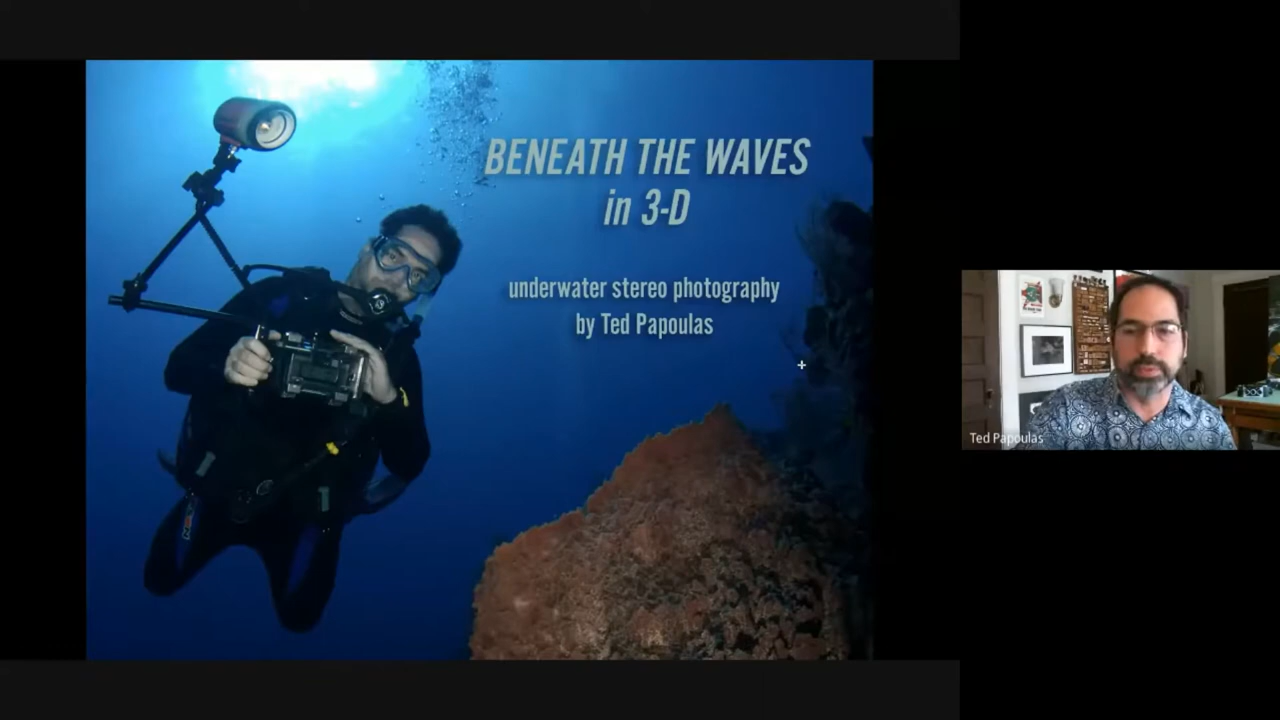 BENEATH THE WAVES
in 3-D
underwater stereo photography
by Ted Papoulas
Ted Papoulas